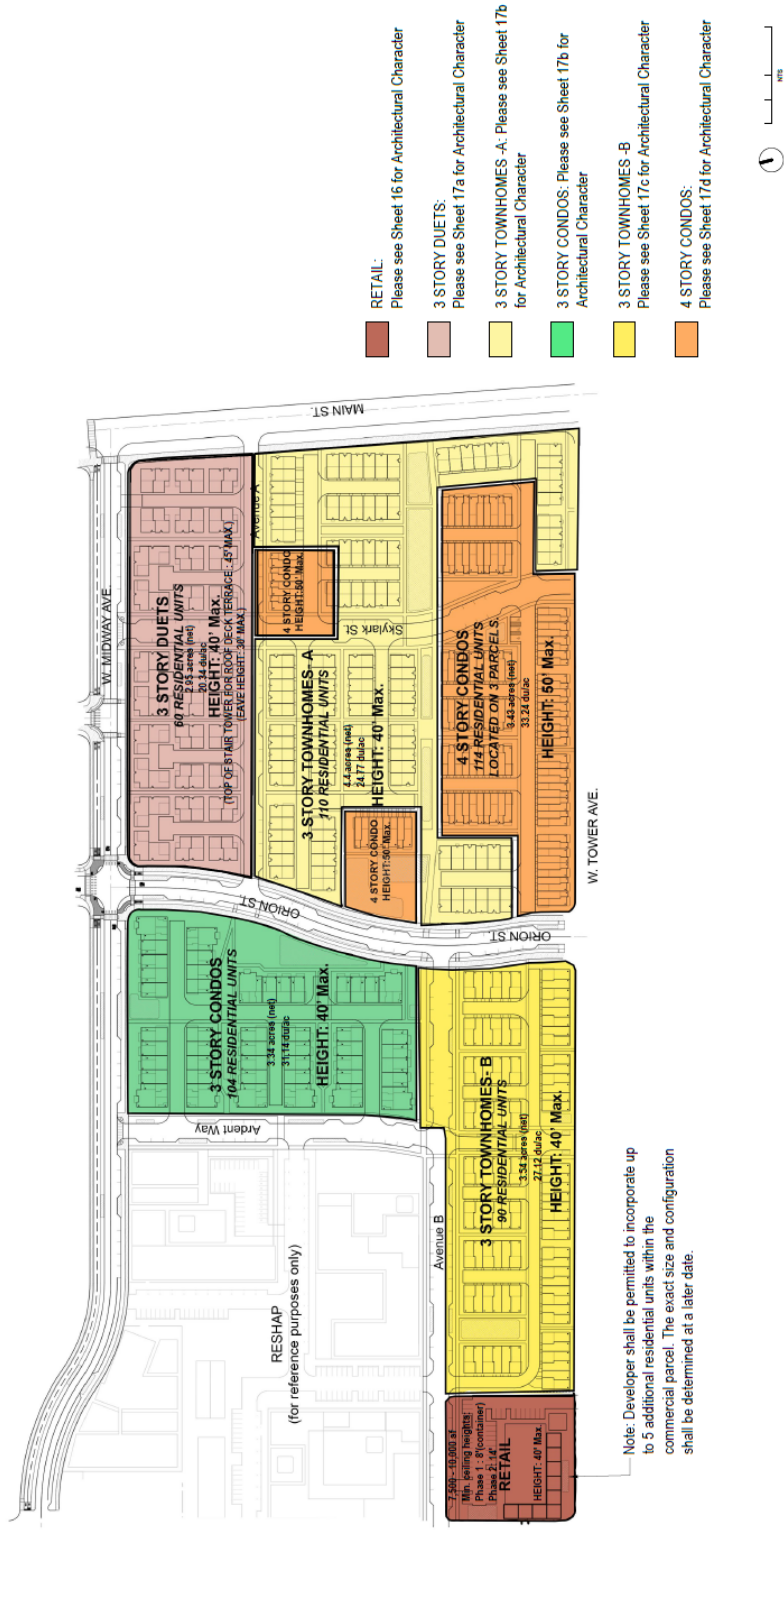 W. MIDWAY AVE.
MAIN ST.
Avenue A
3 STORY DUETS
60 RESIDENTIAL UNITS
2.95 acres (net)
20.34 du/ac
HEIGHT: 40' Max.
(TOP OF STAIR TOWER FOR ROOF DECK TERRACE : 45' MAX.)
(EAVE HEIGHT: 30' MAX.)
4 STORY CONDO
HEIGHT:50' Max.
Skylark St.
3 STORY TOWNHOMES- A
110 RESIDENTIAL UNITS
4.4 acres (net)
24.77 du/ac
HEIGHT: 40' Max.
4 STORY CONDO
HEIGHT:50' Max.
4 STORY CONDOS
114 RESIDENTIAL UNITS
LOCATED ON 3 PARCELS.
3.43 acres (net)
33.24 du/ac
HEIGHT: 50' Max.
W. TOWER AVE.
ORION ST.
ORION ST.
3 STORY CONDOS
104 RESIDENTIAL UNITS
3.34 acres (net)
31.14 du/ac
HEIGHT: 40' Max.
Ardent Way
3 STORY TOWNHOMES- B
90 RESIDENTIAL UNITS
3.54 acres (net)
27.12 du/ac
HEIGHT: 40' Max.
Avenue B
RESHAP
(for reference purposes only)
7,500 - 10,000 sf
Min. ceiling heights:
Phase 1 : 8'(container)
Phase 2: 14'
RETAIL
HEIGHT: 40' Max.
Note: Developer shall be permitted to incorporate up
to 5 additional residential units within the
commercial parcel. The exact size and configuration
shall be determined at a later date.
RETAIL:
Please see Sheet 16 for Architectural Character
3 STORY DUETS:
Please see Sheet 17a for Architectural Character
3 STORY TOWNHOMES -A: Please see Sheet 17b
for Architectural Character
3 STORY CONDOS: Please see Sheet 17b for
Architectural Character
3 STORY TOWNHOMES -B
Please see Sheet 17c for Architectural Character
4 STORY CONDOS:
Please see Sheet 17d for Architectural Character
NTS